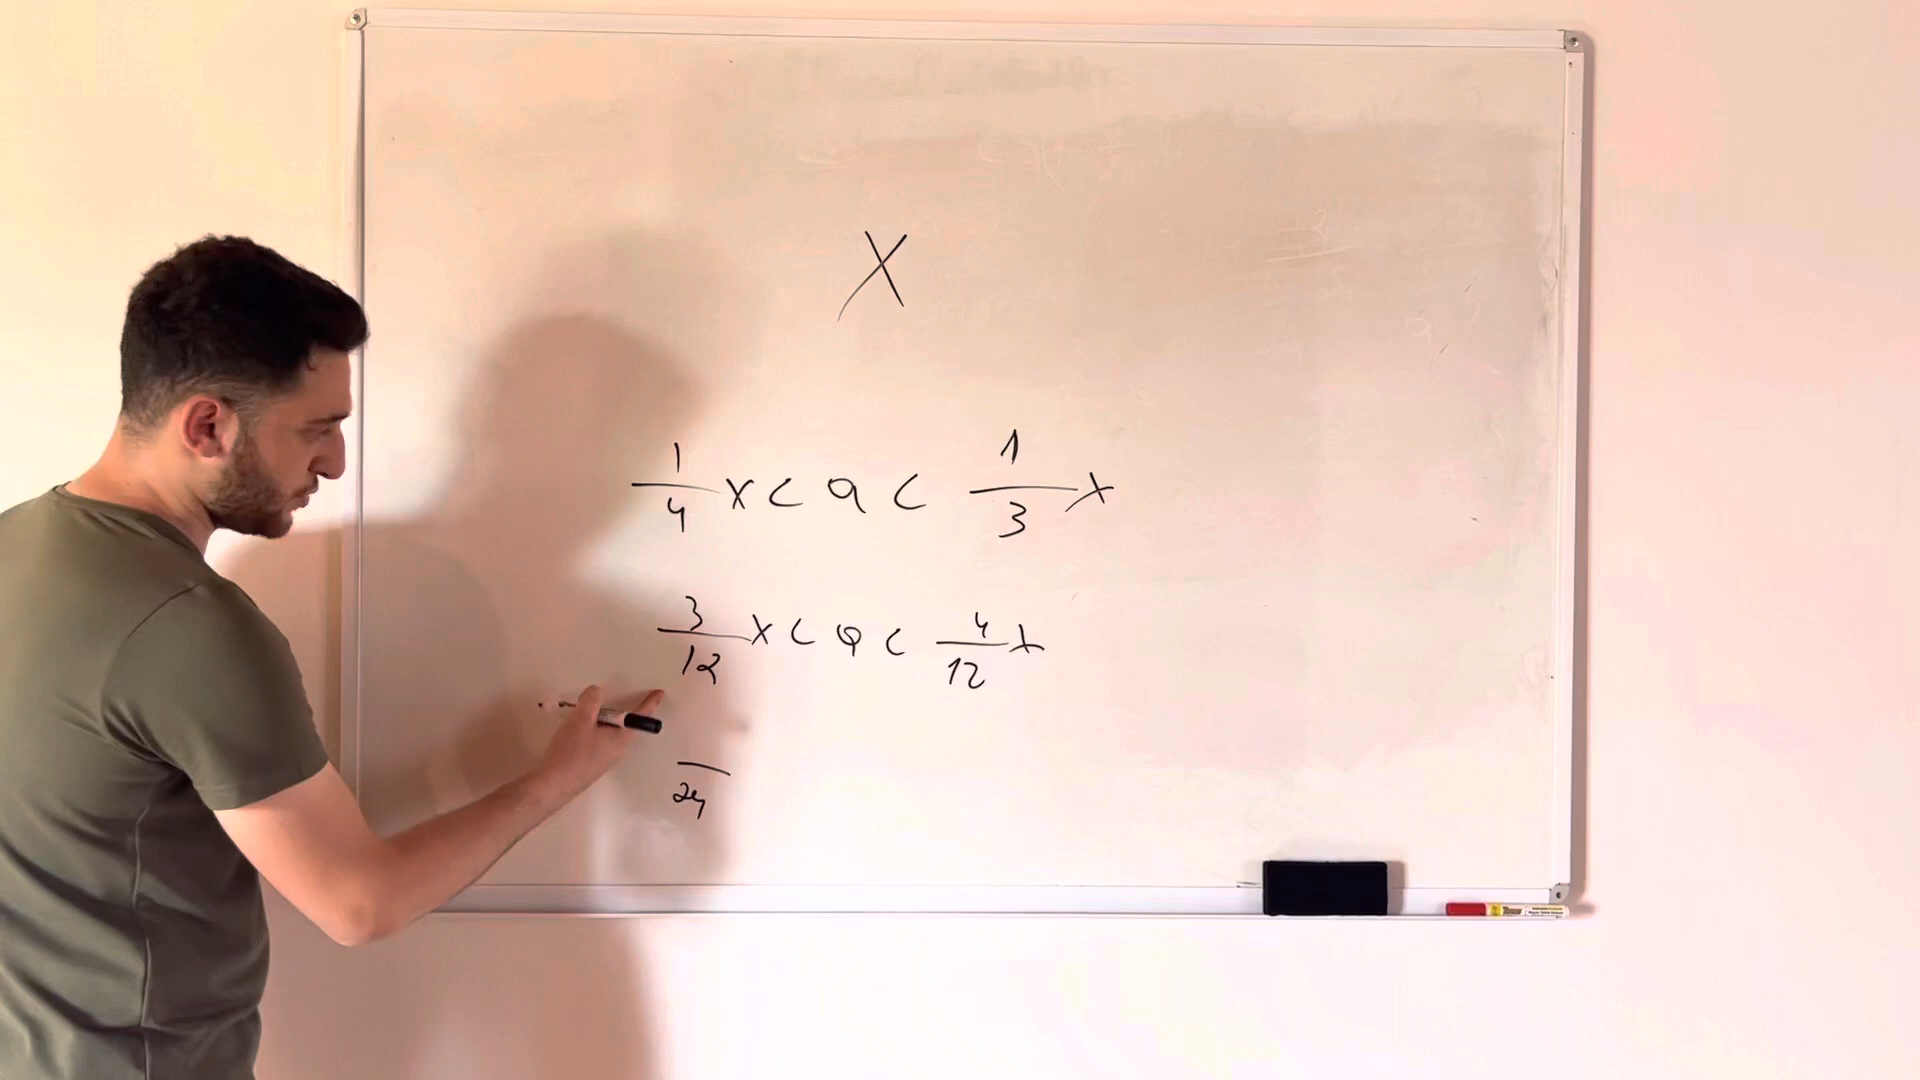 X
1/4 x < a < 1/3 x
3/12 x < a < 4/12 x
/24